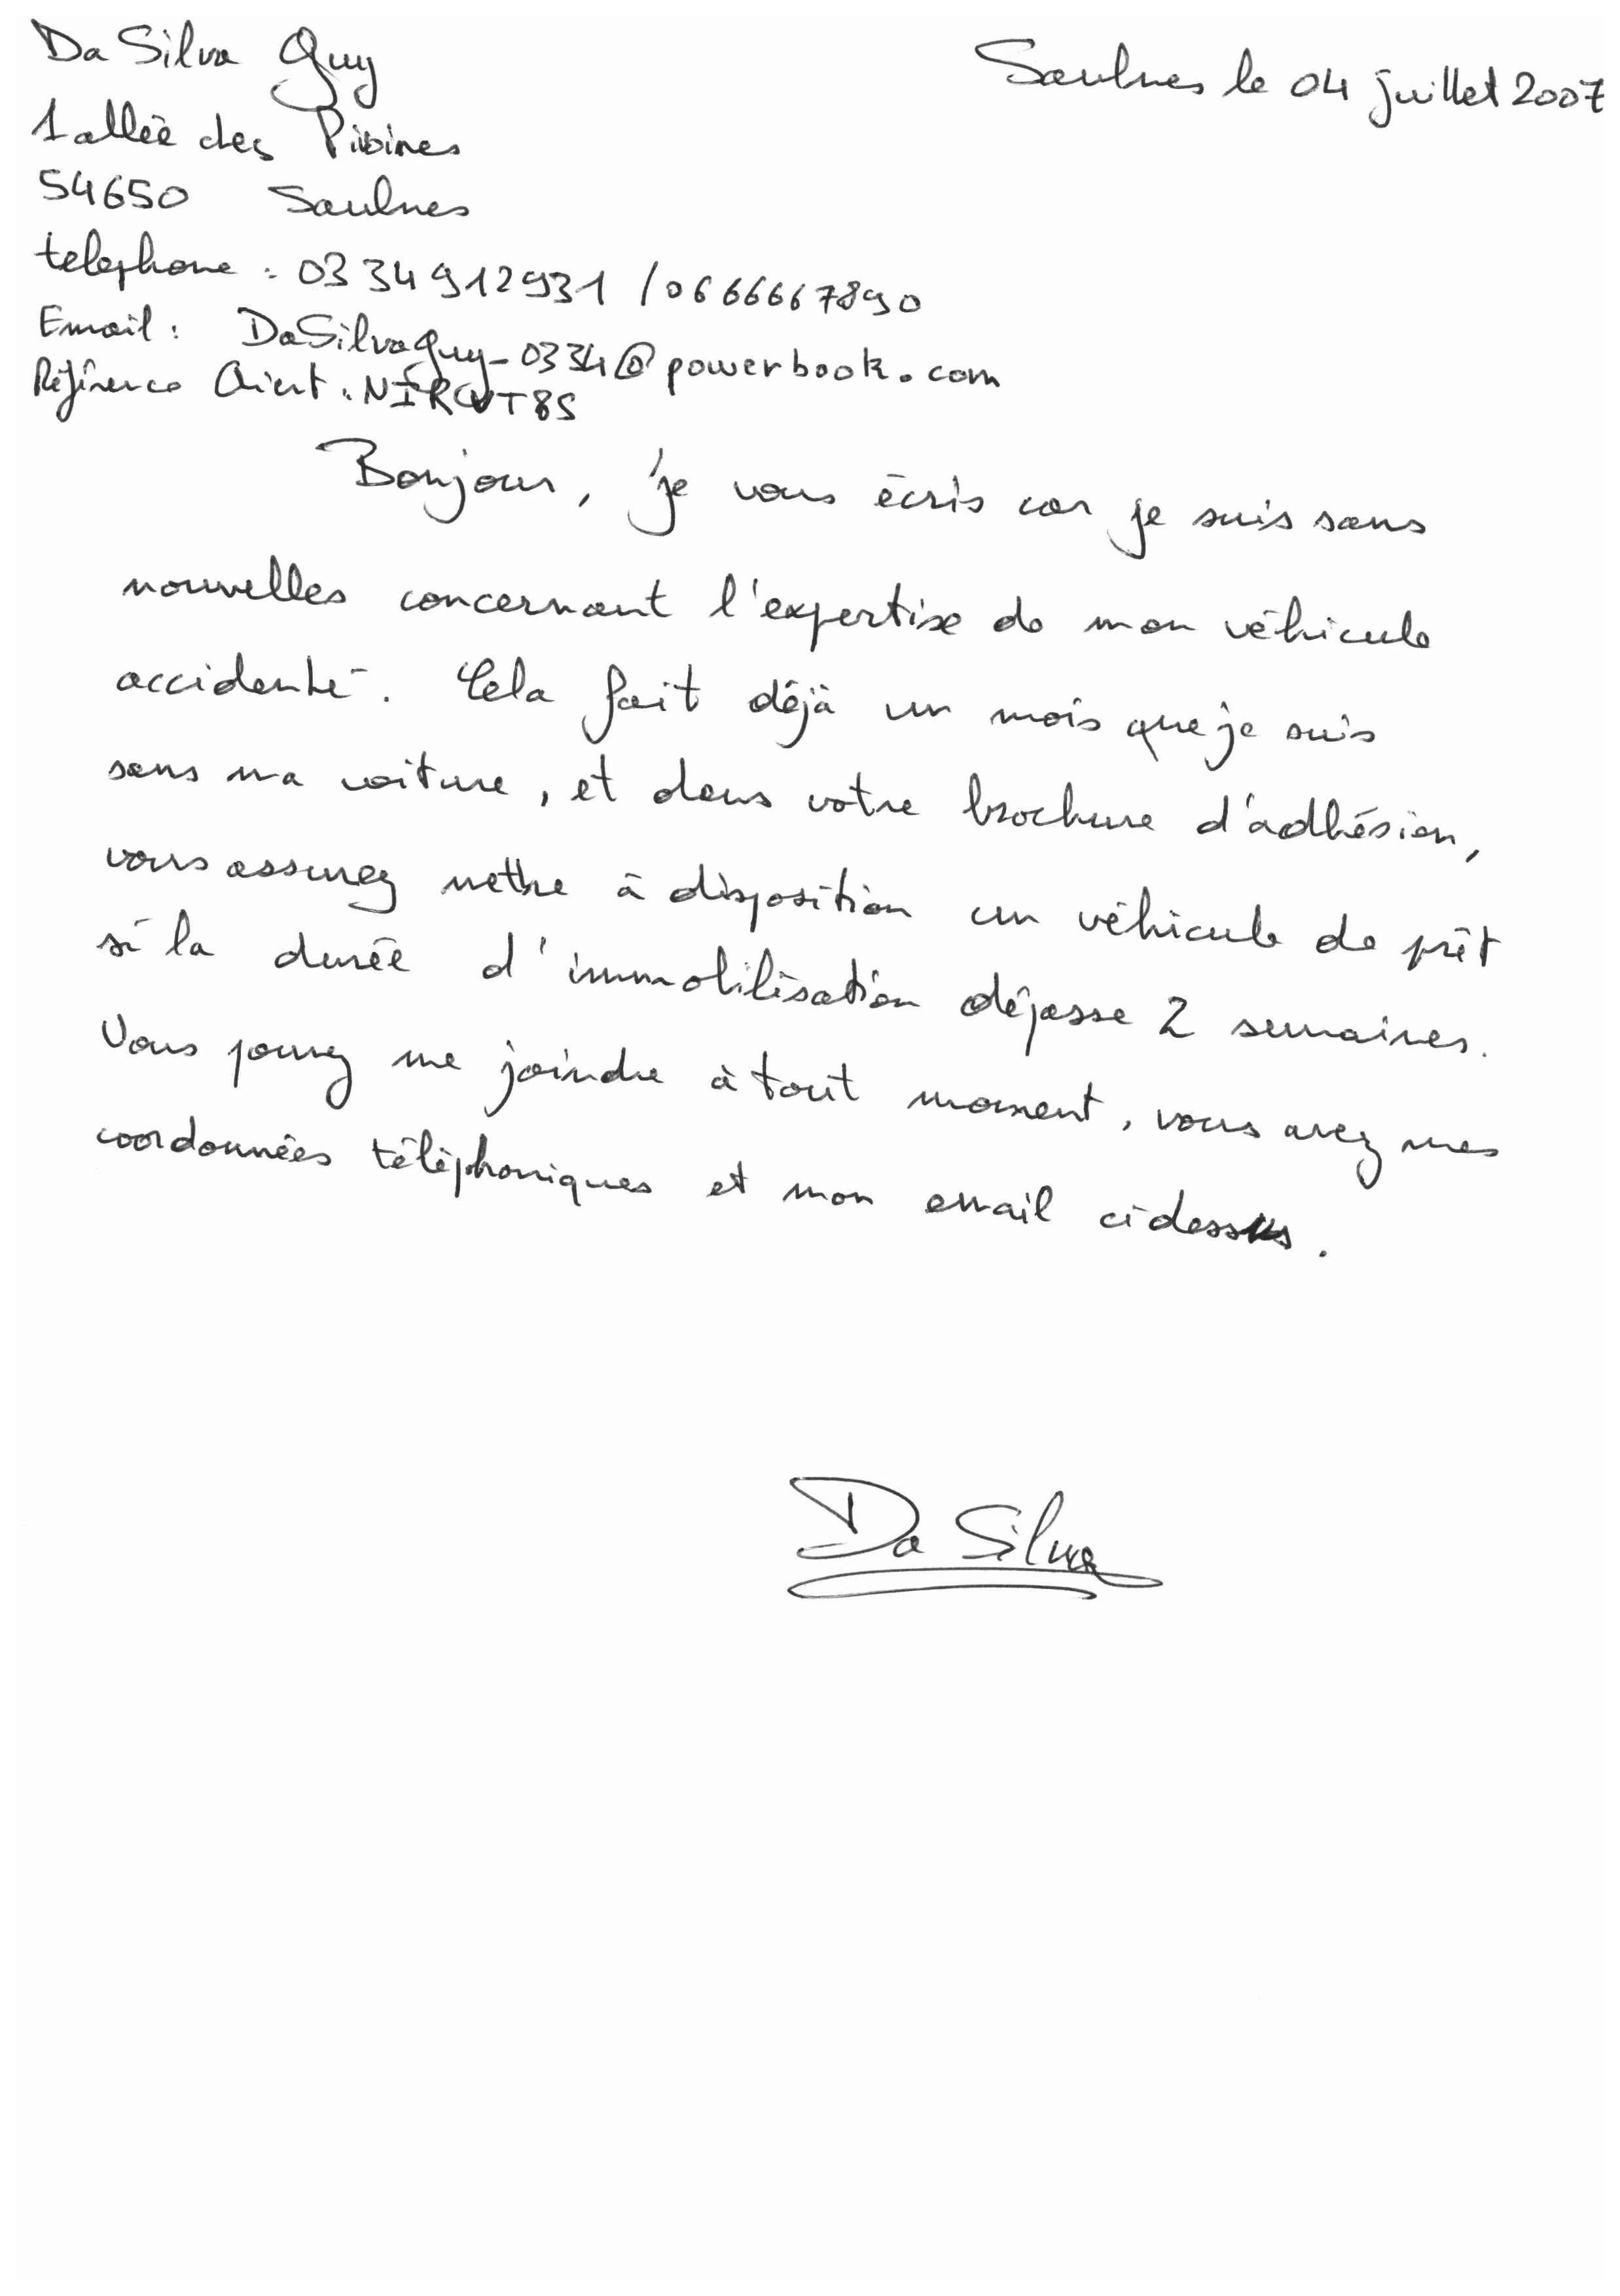 Da Silva Guy
Saulnes le 04 juillet 2007
1 allée des
54650 Saulnes
telephone : 0334912931 / 0666667890
Email : DaSilvaguy-0334@powerbook.com
Référence Client :
Bonjour, je vous écris car je suis sans
nouvelles concernant l'expertise de mon véhicule
accidenté. Cela fait déjà un mois que je suis
sans ma voiture, et dans votre brochure d'adhésion,
vous assurez mettre à disposition un véhicule de prêt
si la durée d'immobilisation dépasse 2 semaines.
Vous pouvez me joindre à tout moment, vous avez mes
coordonnées téléphoniques et mon email ci dessus.
Da Silva